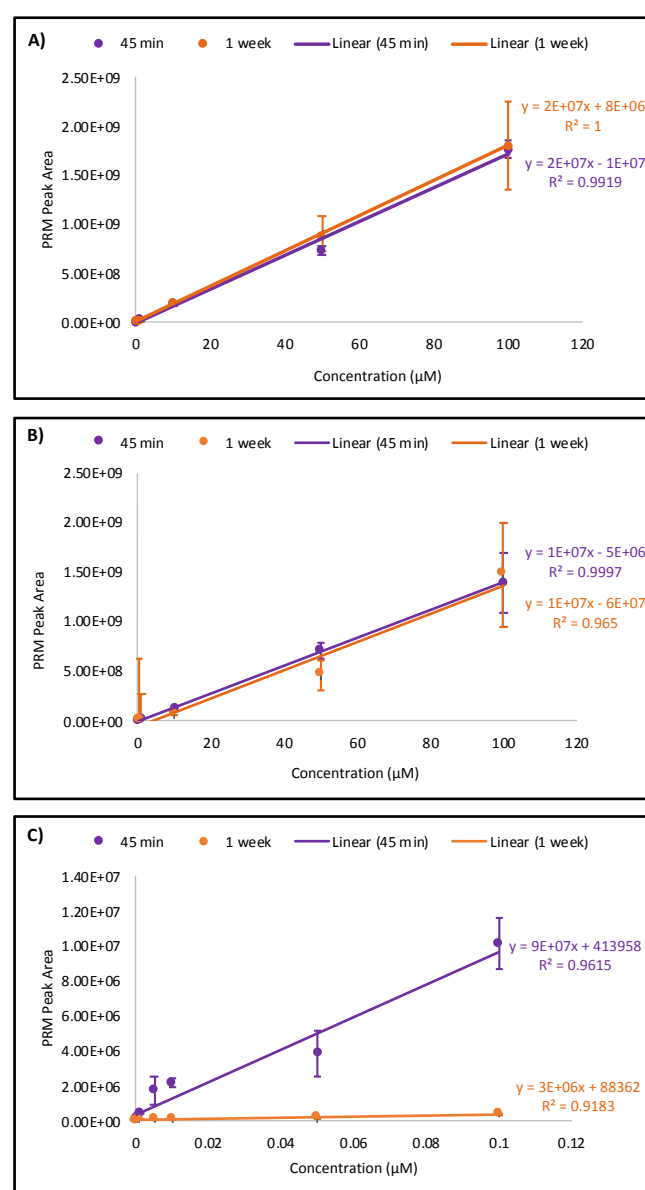 A)
45 min 1 week Linear (45 min) Linear (1 week)
2.50E+09
2.00E+09
1.50E+09
1.00E+09
5.00E+08
0.00E+00
PRM Peak Area
y = 2E+07x + 8E+06
R² = 1
y = 2E+07x - 1E+07
R² = 0.9919
0 20 40 60 80 100 120
Concentration (µM)
B)
45 min 1 week Linear (45 min) Linear (1 week)
2.50E+09
2.00E+09
1.50E+09
1.00E+09
5.00E+08
0.00E+00
PRM Peak Area
y = 1E+07x - 5E+06
R² = 0.9997
y = 1E+07x - 6E+07
R² = 0.965
0 20 40 60 80 100 120
Concentration (µM)
C)
45 min 1 week Linear (45 min) Linear (1 week)
1.40E+07
1.20E+07
1.00E+07
8.00E+06
6.00E+06
4.00E+06
2.00E+06
0.00E+00
PRM Peak Area
y = 9E+07x + 413958
R² = 0.9615
y = 3E+06x + 88362
R² = 0.9183
0 0.02 0.04 0.06 0.08 0.1 0.12
Concentration (µM)